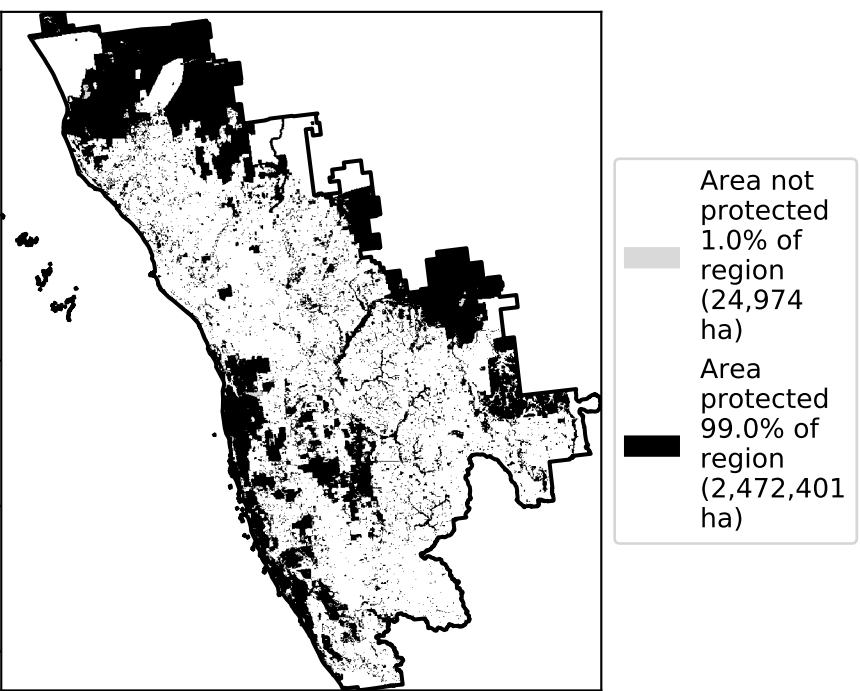 Area not
protected
1.0% of
region
(24,974
ha)
Area
protected
99.0% of
region
(2,472,401
ha)